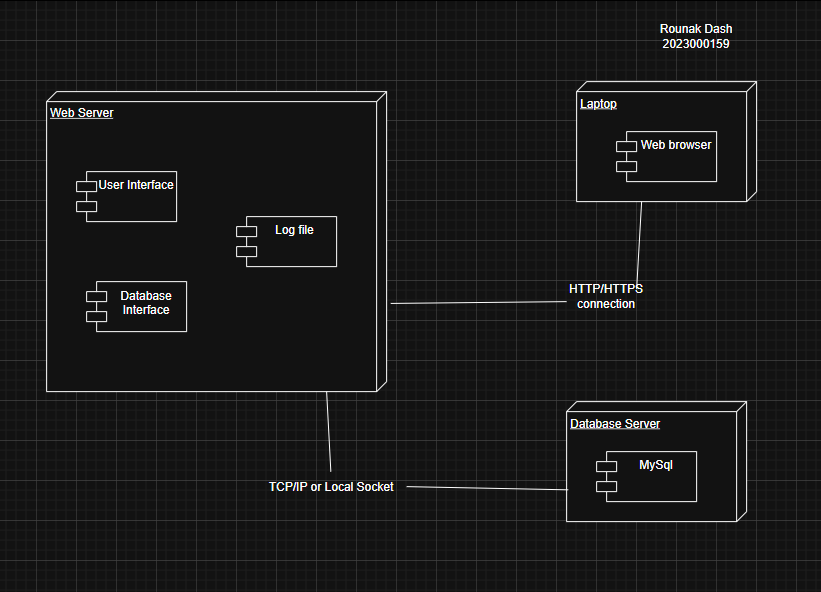 Rounak Dash
2023000159
Web Server
User Interface
Log file
Database
Interface
Laptop
Web browser
HTTP/HTTPS
connection
TCP/IP or Local Socket
Database Server
MySql